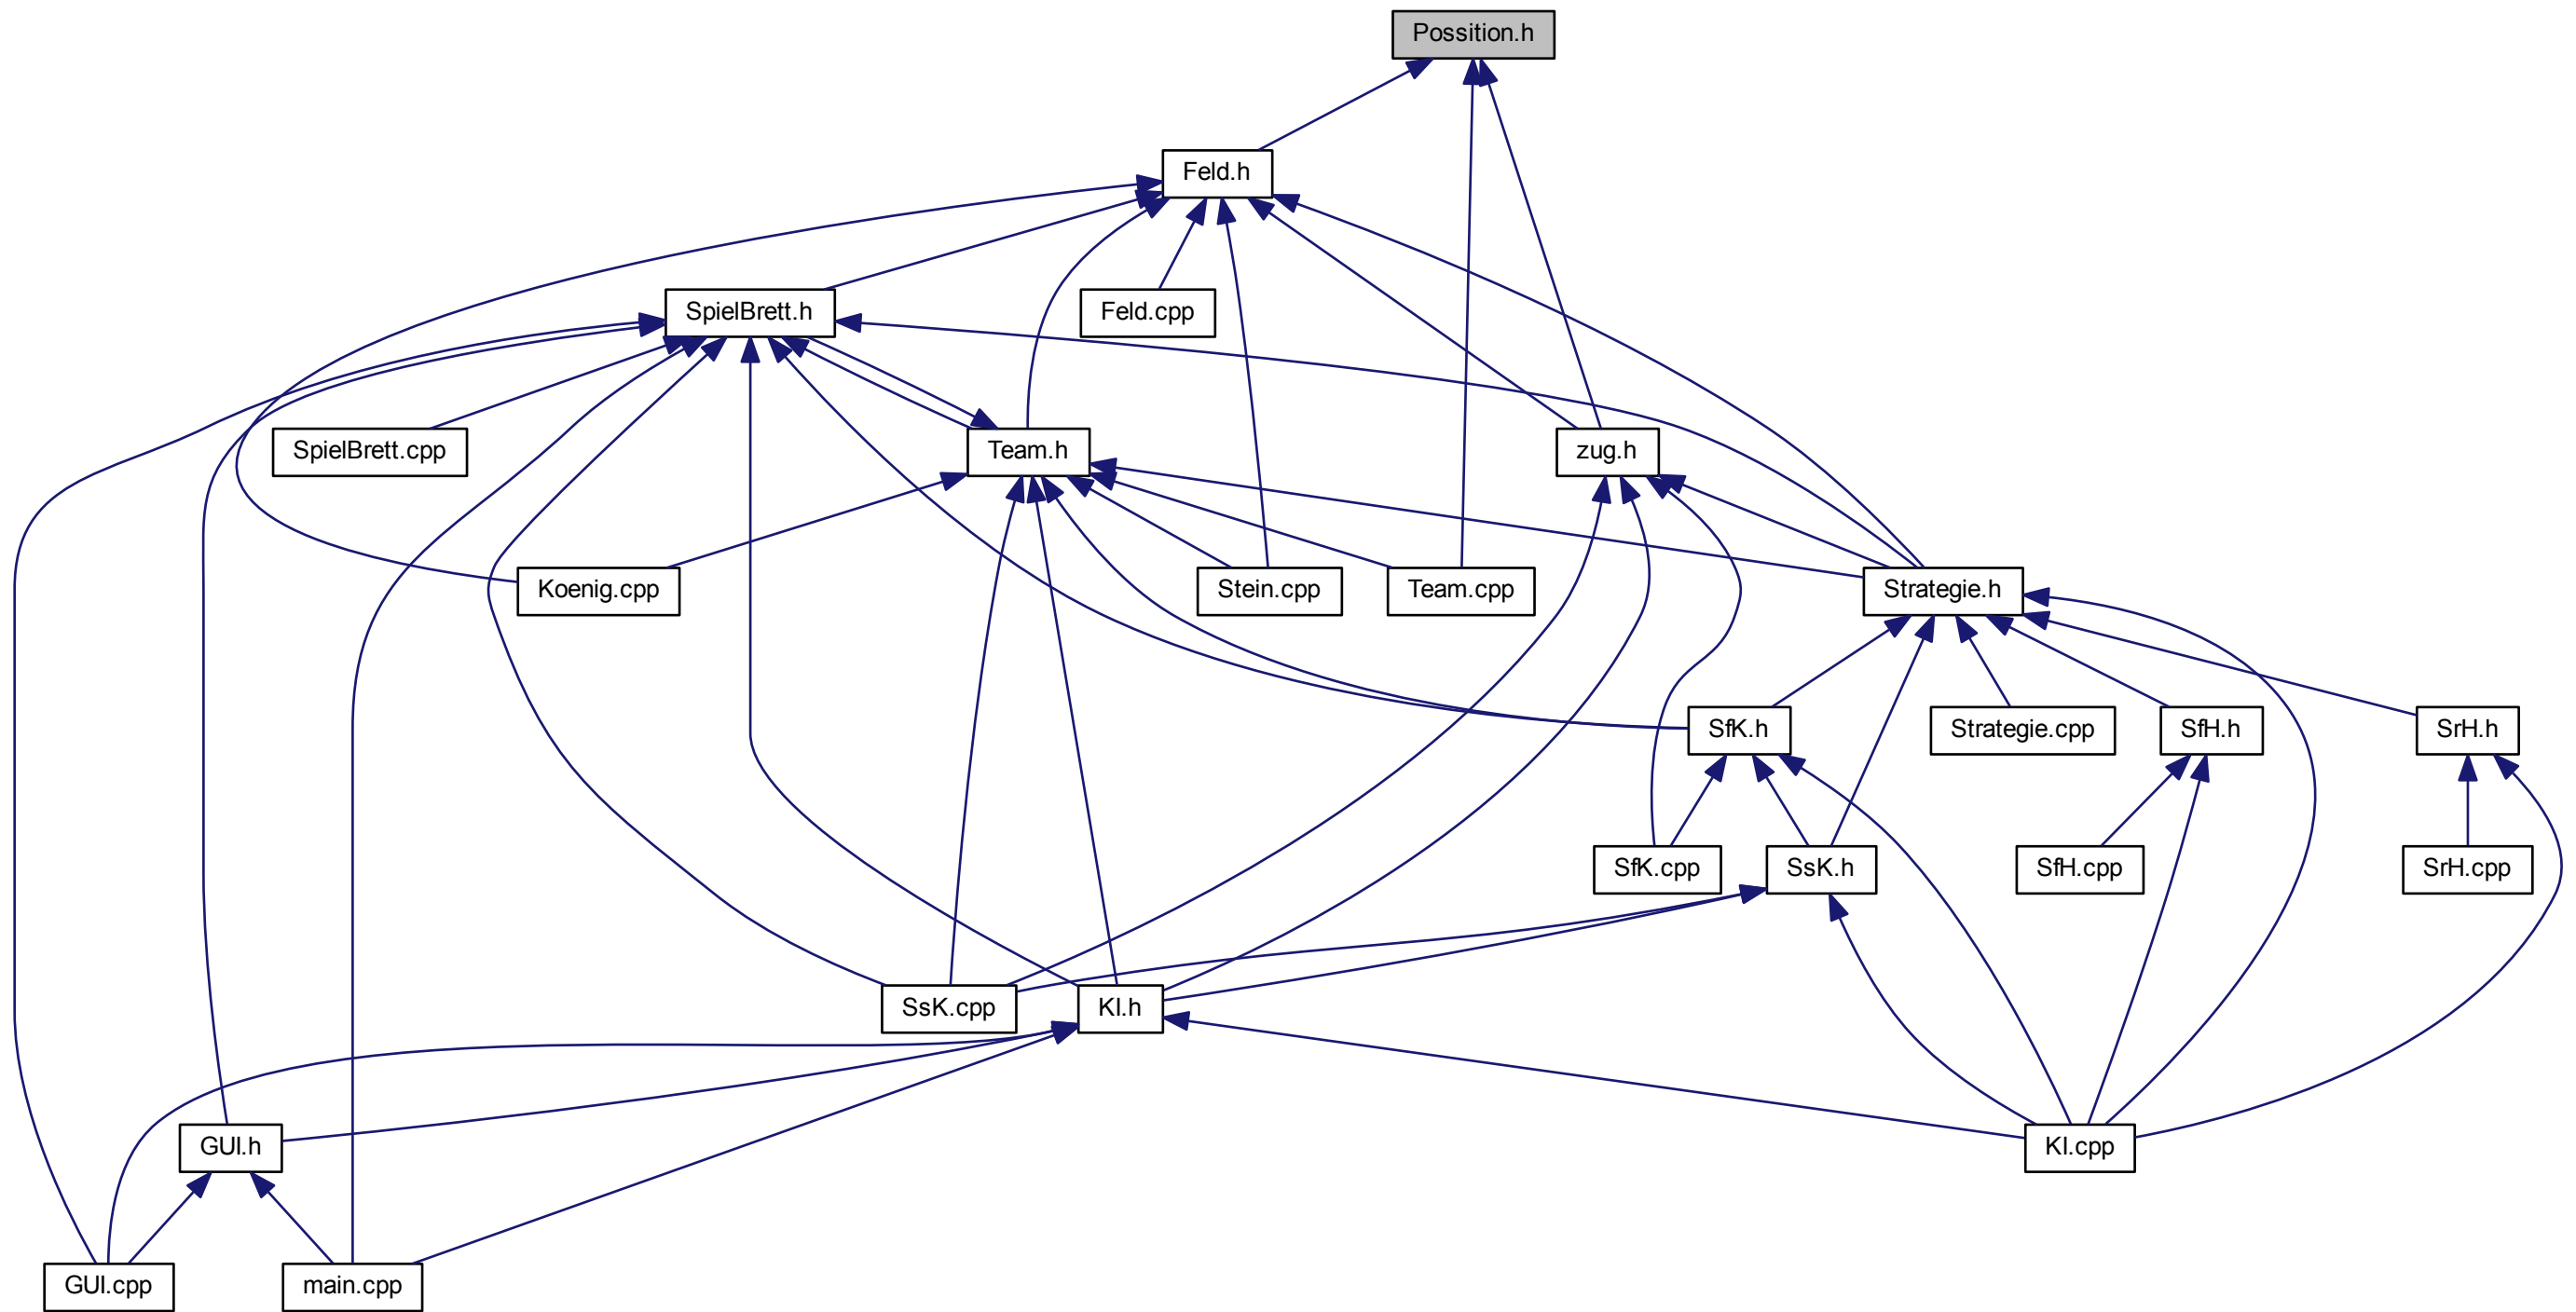 Possition.h
Feld.h
SpielBrett.h
Feld.cpp
SpielBrett.cpp
Team.h
zug.h
Koenig.cpp
Stein.cpp
Team.cpp
Strategie.h
SfK.h
Strategie.cpp
SfH.h
SrH.h
SfK.cpp
SsK.h
SfH.cpp
SrH.cpp
SsK.cpp
KI.h
GUI.h
KI.cpp
GUI.cpp
main.cpp